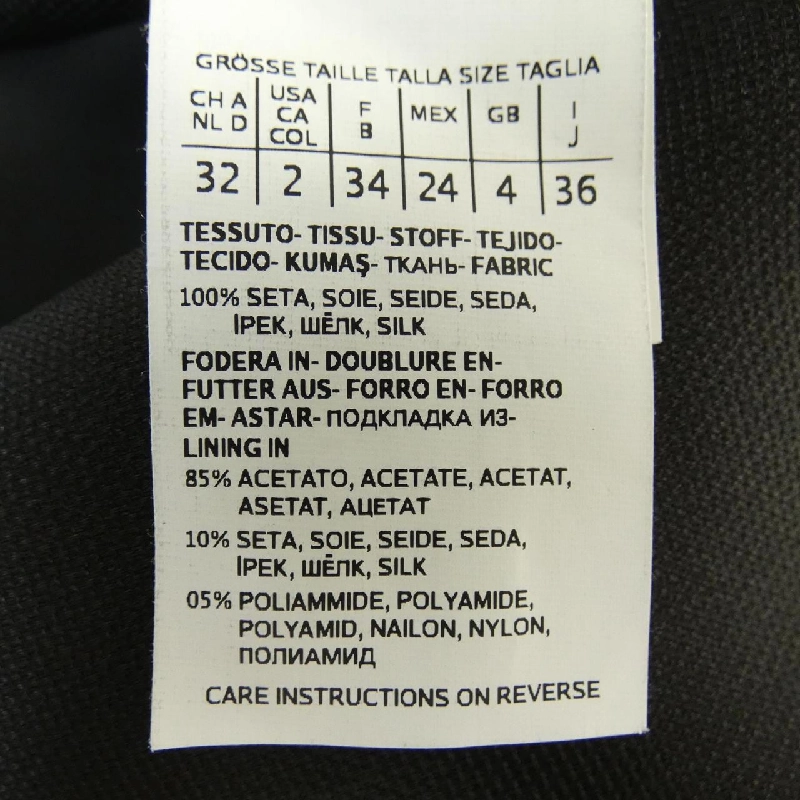 GRÖSSE TAILLE TALLA SIZE TAGLIA
CH A NL D | USA CA COL | F B | MEX | GB | I J
32 | 2 | 34 | 24 | 4 | 36
TESSUTO- TISSU- STOFF- TEJIDO-
TECIDO- KUMAŞ- ТКАНЬ- FABRIC
100% SETA, SOIE, SEIDE, SEDA,
İPEK, ШЁЛК, SILK
FODERA IN- DOUBLURE EN-
FUTTER AUS- FORRO EN- FORRO
EM- ASTAR- ПОДКЛАДКА ИЗ-
LINING IN
85% ACETATO, ACETATE, ACETAT,
ASETAT, АЦЕТАТ
10% SETA, SOIE, SEIDE, SEDA,
İPEK, ШЁЛК, SILK
05% POLIAMMIDE, POLYAMIDE,
POLYAMID, NAILON, NYLON,
ПОЛИАМИД
CARE INSTRUCTIONS ON REVERSE